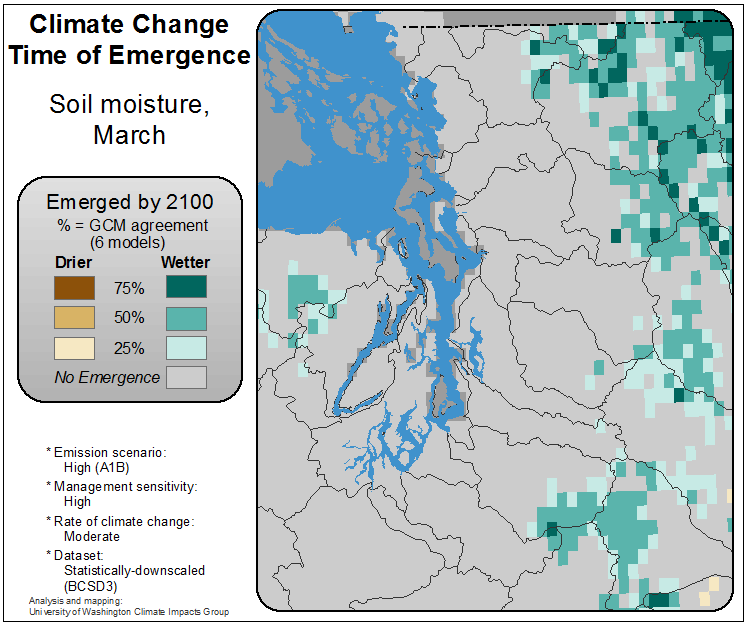 Climate Change
Time of Emergence
Soil moisture,
March
Emerged by 2100
% = GCM agreement
(6 models)
Drier Wetter
75%
50%
25%
No Emergence
* Emission scenario:
High (A1B)
* Management sensitivity:
High
* Rate of climate change:
Moderate
* Dataset:
Statistically-downscaled
(BCSD3)
Analysis and mapping:
University of Washington Climate Impacts Group